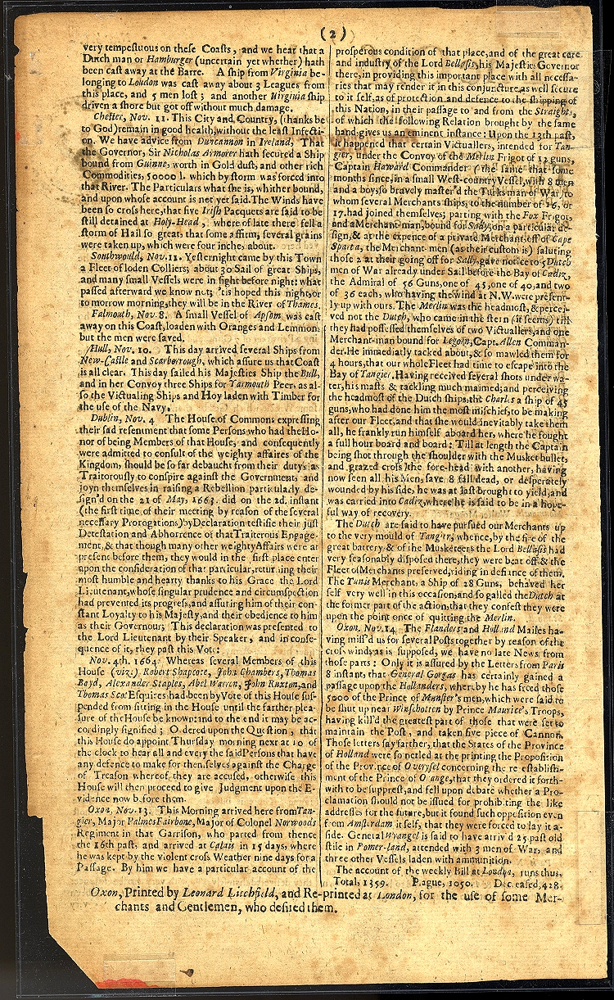 (2)
very tempestuous on these Coasts, and we hear that a
Dutch man or Hamburger (uncertain yet whether) hath
been cast away at the Barre. A ship from Virginia be-
longing to London was cast away about 3 Leagues from
this place, and 5 men lost; and another Virginia ship
driven a shore but got off without much damage.
Chester, Nov. 11. This City and Country, (thanks be
to God) remain in good health, without the least Infecti-
on. We have advice from Duncannon in Ireland, That
the Governor, Sir Nicholas Armorer hath secured a Ship
bound from Guinne, worth in Gold dust, and other rich
Commodities, 50000 l. which by storm was forced into
that River. The Particulars what she is, whither bound,
and upon whose account is not yet said. The Winds have
been so cross here, that five Irish Pacquets are said to be
still detained at Holy-Head, where of late there fell a
storm of Hail so great, that some affirm, several grains
were taken up, which were four inches about.
Southwould, Nov. 11. Yesternight came by this Town
a Fleet of loden Colliers; about 30 Sail of great Ships,
and many small Vessels were in sight before night: what
passed afterward we know not; 'tis hoped this night, or
to morrow morning, they will be in the River of Thames.
Falmouth, Nov. 8. A small Vessel of Apsom was cast
away on this Coast, loaden with Oranges and Lemmons
but the men were saved.
Hull, Nov. 10. This day arrived several Ships from
New-Castle and Scarborough, which assure us that Coast
is all clear. This day sailed his Majesties Ship the Bull,
and in her Convoy three Ships for Yarmouth Peer, as al-
so the Victualing Ships and Hoy laden with Timber for
the use of the Navy.
Dublin, Nov. 4 The House of Commons expressing
their sad resentment that some Persons who had the Ho-
nor of being Members of that House, and consequently
were admitted to consult of the weighty affaires of the
Kingdom, should be so far debaucht from their duty as
Traitorously to conspire against the Government, and
joyn themselves in raising a Rebellion particularly de-
sign'd on the 21 of May, 1663. did on the 2d. instant
(the first time of their meeting by reason of the several
necessary Prorogations) by Declaration testifie their just
Detestation and Abhorrence of that Traiterous Engage-
ment, & that though many other weighty Affairs were at
present before them, they would in the first place enter
upon the consideration of that particular, returning their
most humble and hearty thanks to his Grace the Lord
Lieutenant, whose singular prudence and circumspection
had prevented its progress, and assuring him of their con-
stant Loyalty to his Majesty, and their obedience to him
as their Governour; This declaration was presented to
the Lord Lieutenant by their Speaker, and in conse-
quence of it, they past this Vote:
Nov. 4th. 1664. Whereas several Members of this
House (viz.) Robert Shapcote, John Chambers, Thomas
Boyd, Alexander Staples, Abel Warren, John Ruxton, and
Thomas Scot Esquires had been by Vote of this House sus-
pended from sitting in the House until the farther plea-
sure of the House be known: and to the end it may be ac-
cordingly signified; Ordered upon the Question, that
this House do appoint Thursday morning next at 10 of
the clock to hear all and every the said Persons that have
any defence to make for themselves against the Charge
of Treason whereof they are accused, otherwise this
House will then proceed to give Judgment upon the E-
vidence now before them.
Oxon, Nov. 13. This Morning arrived here from Tan-
gier, Major Palmes Fairbone, Major of Colonel Norwoods
Regiment in that Garrison, who parted from thence
the 16th past, and arrived at Calais in 15 days, where
he was kept by the violent cross Weather nine days for a
Passage. By him we have a particular account of the
prosperous condition of that place, and of the great care
and industry of the Lord Bellasis, his Majesties Governor
there, in providing this important place with all necessa-
ries that may render it in this conjuncture, as well secure
to it self, as of protection and defence to the shipping of
this Nation, in their passage to and from the Straights,
of which the following Relation brought by the same
hand, gives us an eminent instance: Upon the 13th past,
it happened that certain Victuallers, intended for Tan-
gier, under the Convoy of the Merlin Frigot of 12 guns,
Captain Haward Commander (the same that some
months since, in a small West-country Vessel, with 8 men
and a boy, so bravely master'd the Turks man of War) to
whom several Merchants ships, to the number of 16, or
17. had joined themselves; parting with the Fox Frigot,
and a Merchant-man, bound for Sally, on a particular de-
sign, & at the expence of a private Merchant, off of Cape
Sparta, the Merchant-men (as their custom is) saluting
those 2 at their going off for Sally, gave notice to 5 Dutch
men of War already under Sail before the Bay of Cadiz,
the Admiral of 56 Guns, one of 45, one of 40, and two
of 36 each, who having the wind at N.W. were present-
ly up with ours. The Merlin was the headmost, & percei-
ved not the Dutch, who came in the stern (it seems) till
they had possessed themselves of two Victuallers, and one
Merchant-man bound for Legorn, Capt. Allen Comman-
der. He immediatly tacked about, & so mawled them for
4 hours, that our whole Fleet had time to escape into the
Bay of Tangier. Having received several shots under wa-
ter, his masts & tackling much maimed; and perceiving
the headmost of the Dutch ships, the Charles a ship of 45
guns, who had done him the most mischief, to be making
after our Fleet, and that she would inevitably take them
all, he frankly run himself aboard her, where he fought
a full hour board and board; Till at length the Captain
being shot through the shoulder with the Musket bullet,
and grazed cross the fore-head with another, having
now seen all his Men, save 8 fall dead, or desperately
wounded by his side, he was at last brought to yield, and
was carried into Cadiz, where he is said to be in a hope-
ful way of recovery.
The Dutch are said to have pursued our Merchants up
to the very mould of Tangier, whence, by the fire of the
great battery, & of the Musketeers the Lord Bellasis had
very seasonably disposed there, they were beat off & the
Fleet of Merchants preserved, riding in defiance of them.
The Tunis Merchant, a Ship of 28 Guns, behaved her
self very well in this occasion, and so galled the Dutch at
the former part of the action, that they confest they were
upon the point once of quitting the Merlin.
Oxon, Nov. 14. The Flanders and Holland Mailes ha-
ving miss'd us for several Posts together by reason of the
cross winds as is supposed, we have no late News from
those parts: Only it is assured by the Letters from Paris
8 instant, that General Gorgas has certainly gained a
passage upon the Hollanders, whereby he has freed those
5000 of the Prince of Munster's men, which were said to
be shut up near Winschotten by Prince Maurice's Troops,
having kill'd the greatest part of those that were set to
maintain the Post, and taken five piece of Cannon.
Those letters say farther, that the States of the Province
of Holland were so netled at the printing the Proposition
of the Province of Overysel concerning the re establish-
ment of the Prince of Orange, that they ordered it forth-
with to be supprest, and fell upon debate whether a Pro-
clamation should not be issued for prohibiting the like
addresses for the future, but it found such opposition even
from Amsterdam it self, that they were forced to lay it a-
side. General Wrangel is said to have arriv'd 25 past old
stile in Pomer-land, attended with 3 men of War, and
three other Vessels laden with ammunition.
The account of the weekly Bill at London, runs thus.
Total, 1359. Plague, 1050. Decreased, 428.
Oxon, Printed by Leonard Litchfield, and Re-printed at London, for the use of some Mer-
chants and Gentlemen, who desired them.